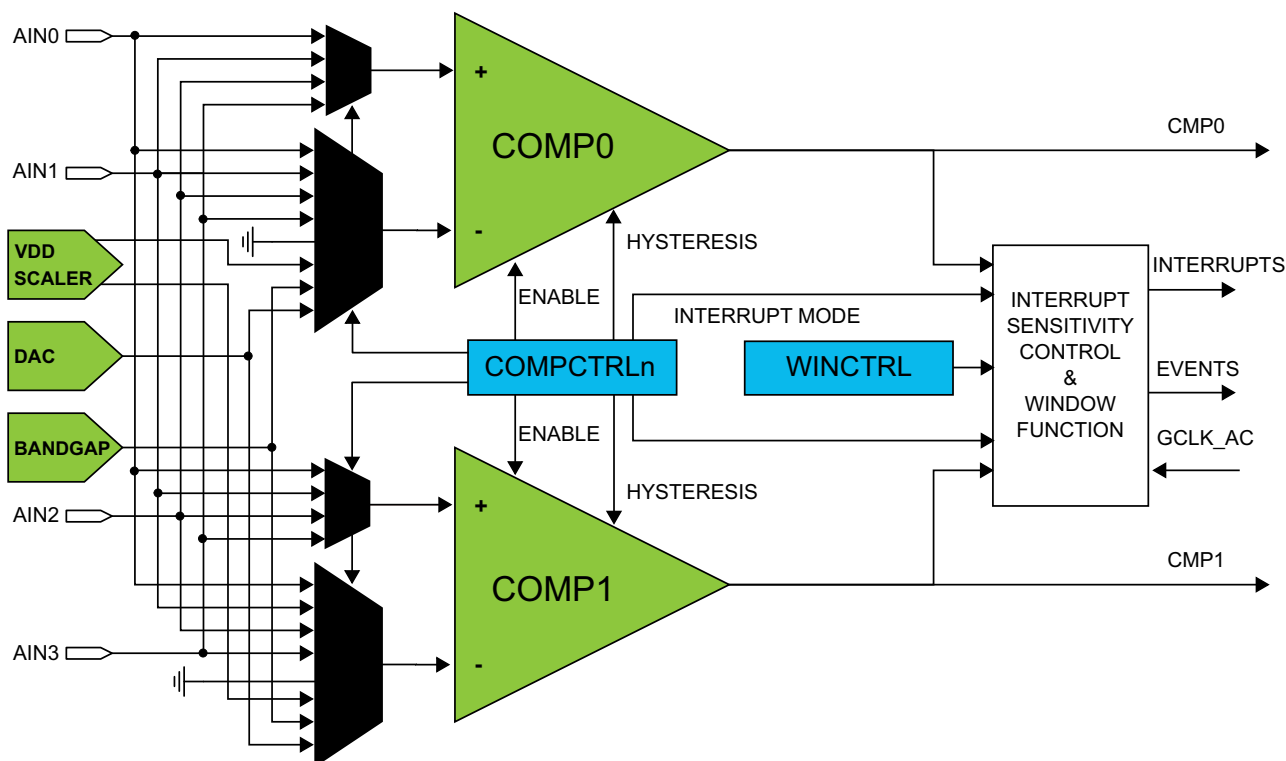 AIN0
+
COMP0
CMP0
AIN1
-
HYSTERESIS
VDD
SCALER
ENABLE
INTERRUPT MODE
INTERRUPT
SENSITIVITY
CONTROL
&
WINDOW
FUNCTION
INTERRUPTS
DAC
COMPCTRLn
WINCTRL
EVENTS
BANDGAP
ENABLE
GCLK_AC
HYSTERESIS
AIN2
+
COMP1
CMP1
AIN3
-